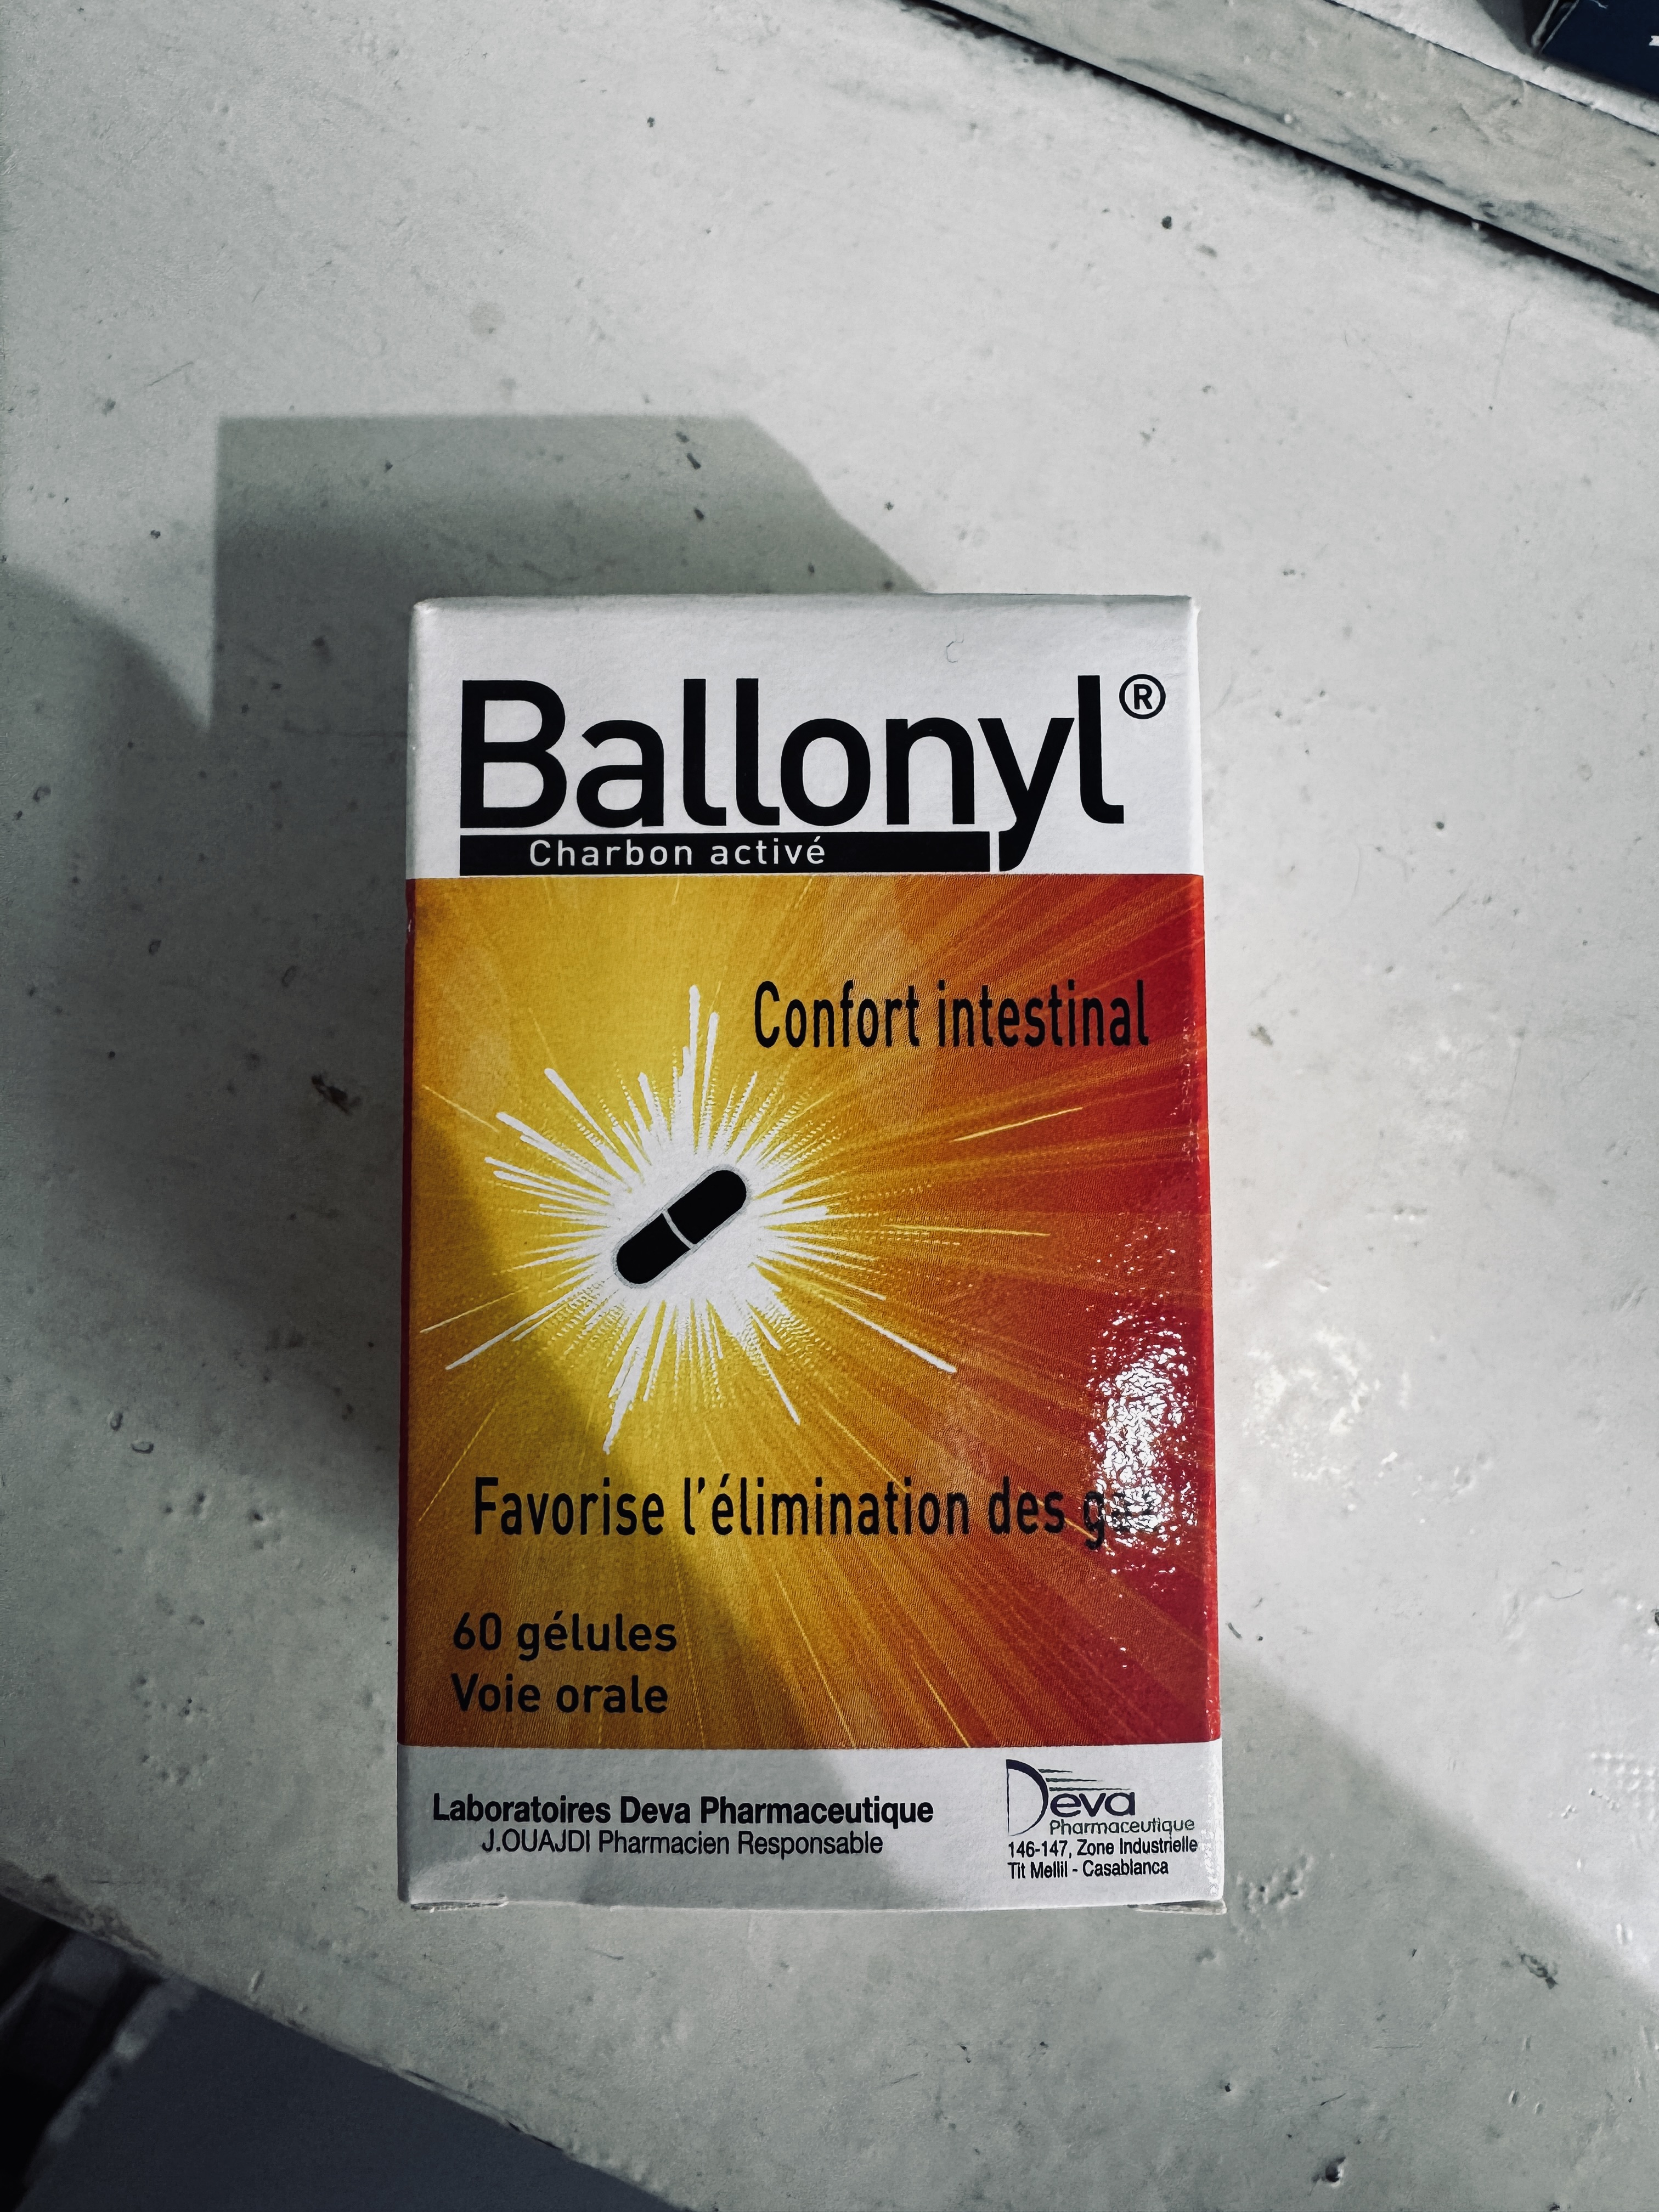 Ballonyl®
Charbon activé
Confort intestinal
Favorise l'élimination des gaz
60 gélules
Voie orale
Laboratoires Deva Pharmaceutique
J.OUAJDI Pharmacien Responsable
Deva
Pharmaceutique
146-147, Zone Industrielle
Tit Mellil - Casablanca